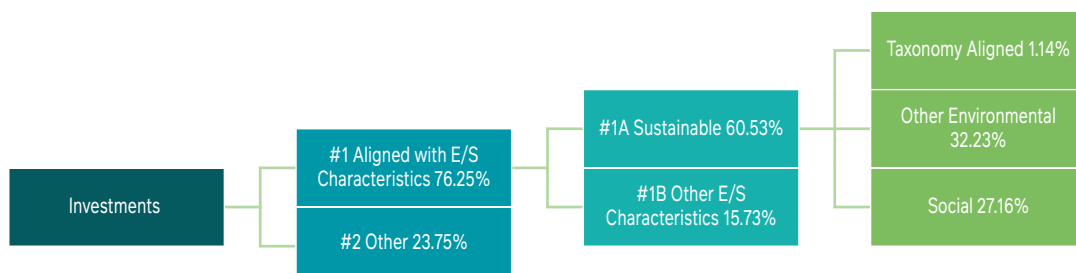 Investments
#1 Aligned with E/S
Characteristics 76.25%
#2 Other 23.75%
#1A Sustainable 60.53%
#1B Other E/S
Characteristics 15.73%
Taxonomy Aligned 1.14%
Other Environmental
32.23%
Social 27.16%